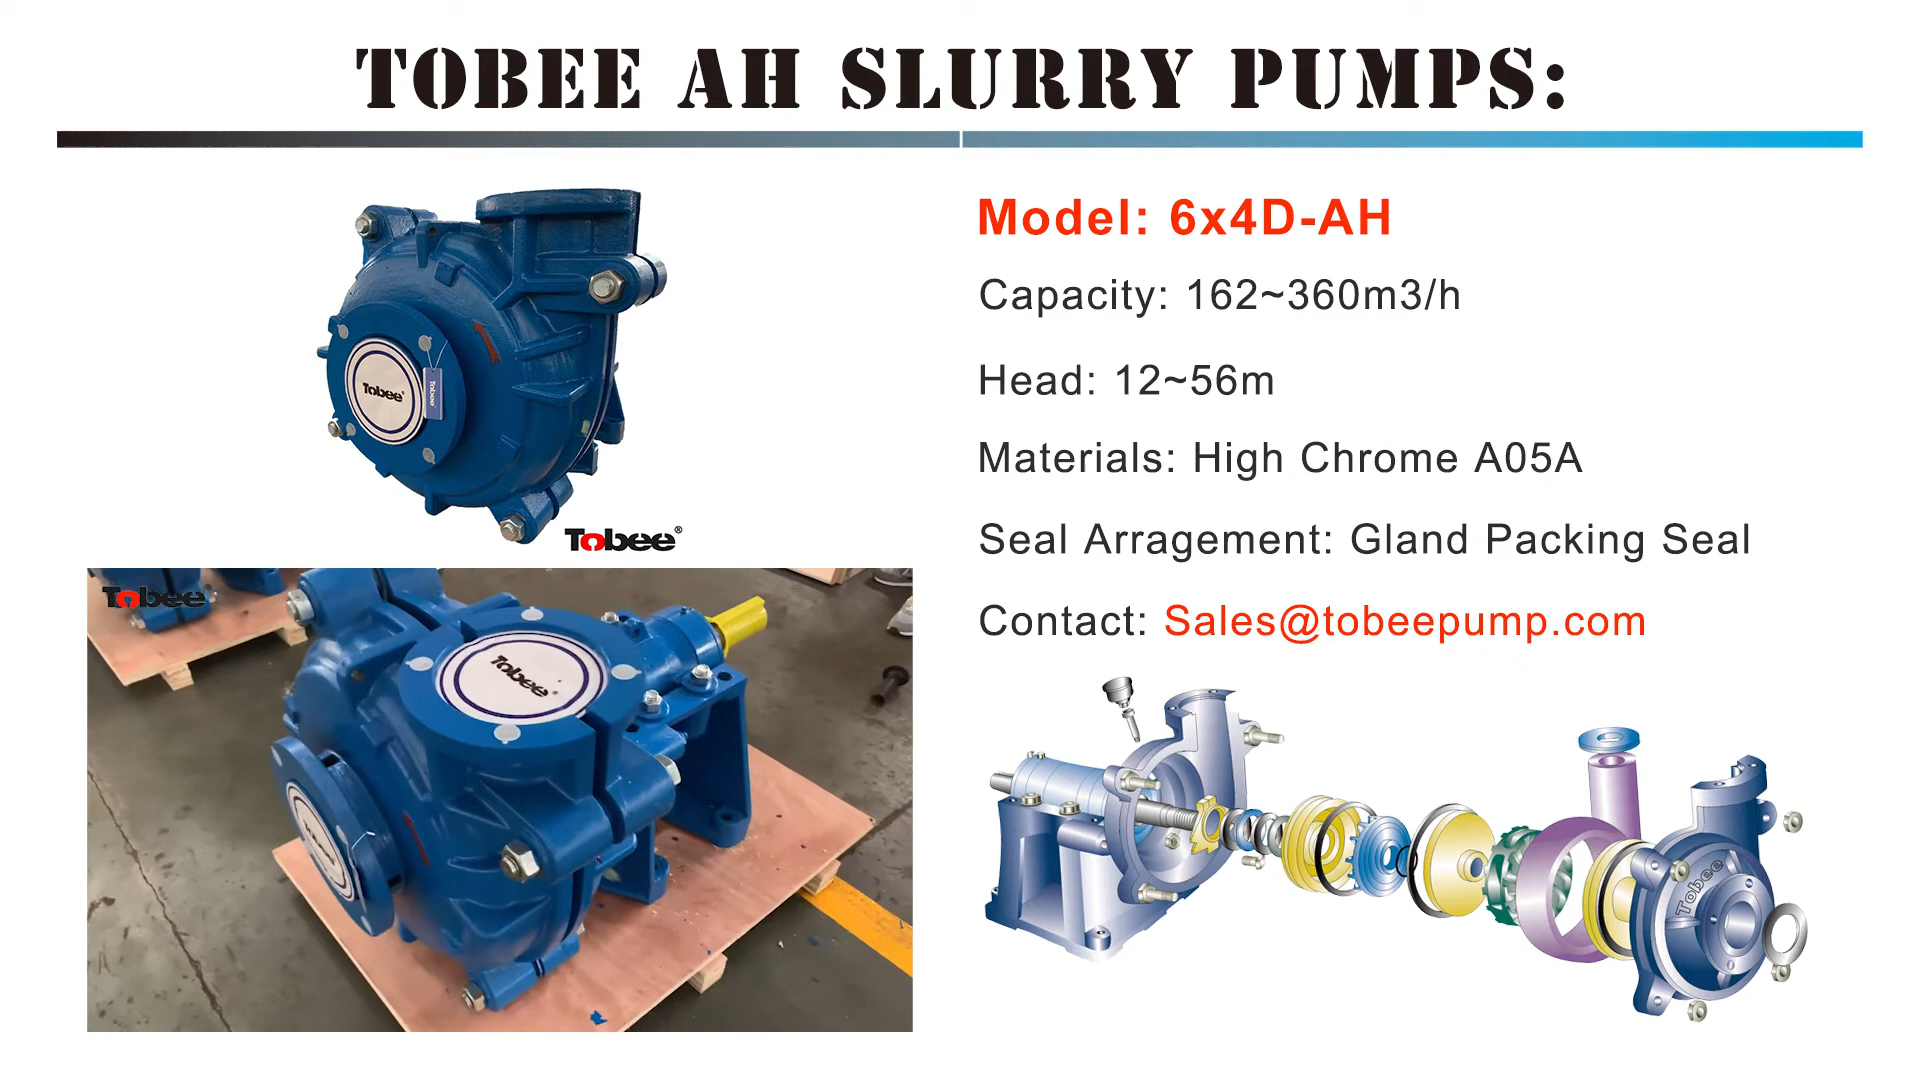 TOBEE AH SLURRY PUMPS:
Model: 6x4D-AH
Capacity: 162~360m3/h
Head: 12~56m
Materials: High Chrome A05A
Seal Arragement: Gland Packing Seal
Contact: Sales@tobeepump.com
Tobee®
Tobee
Tobee®
Tobee®
Tobee®
Tobee